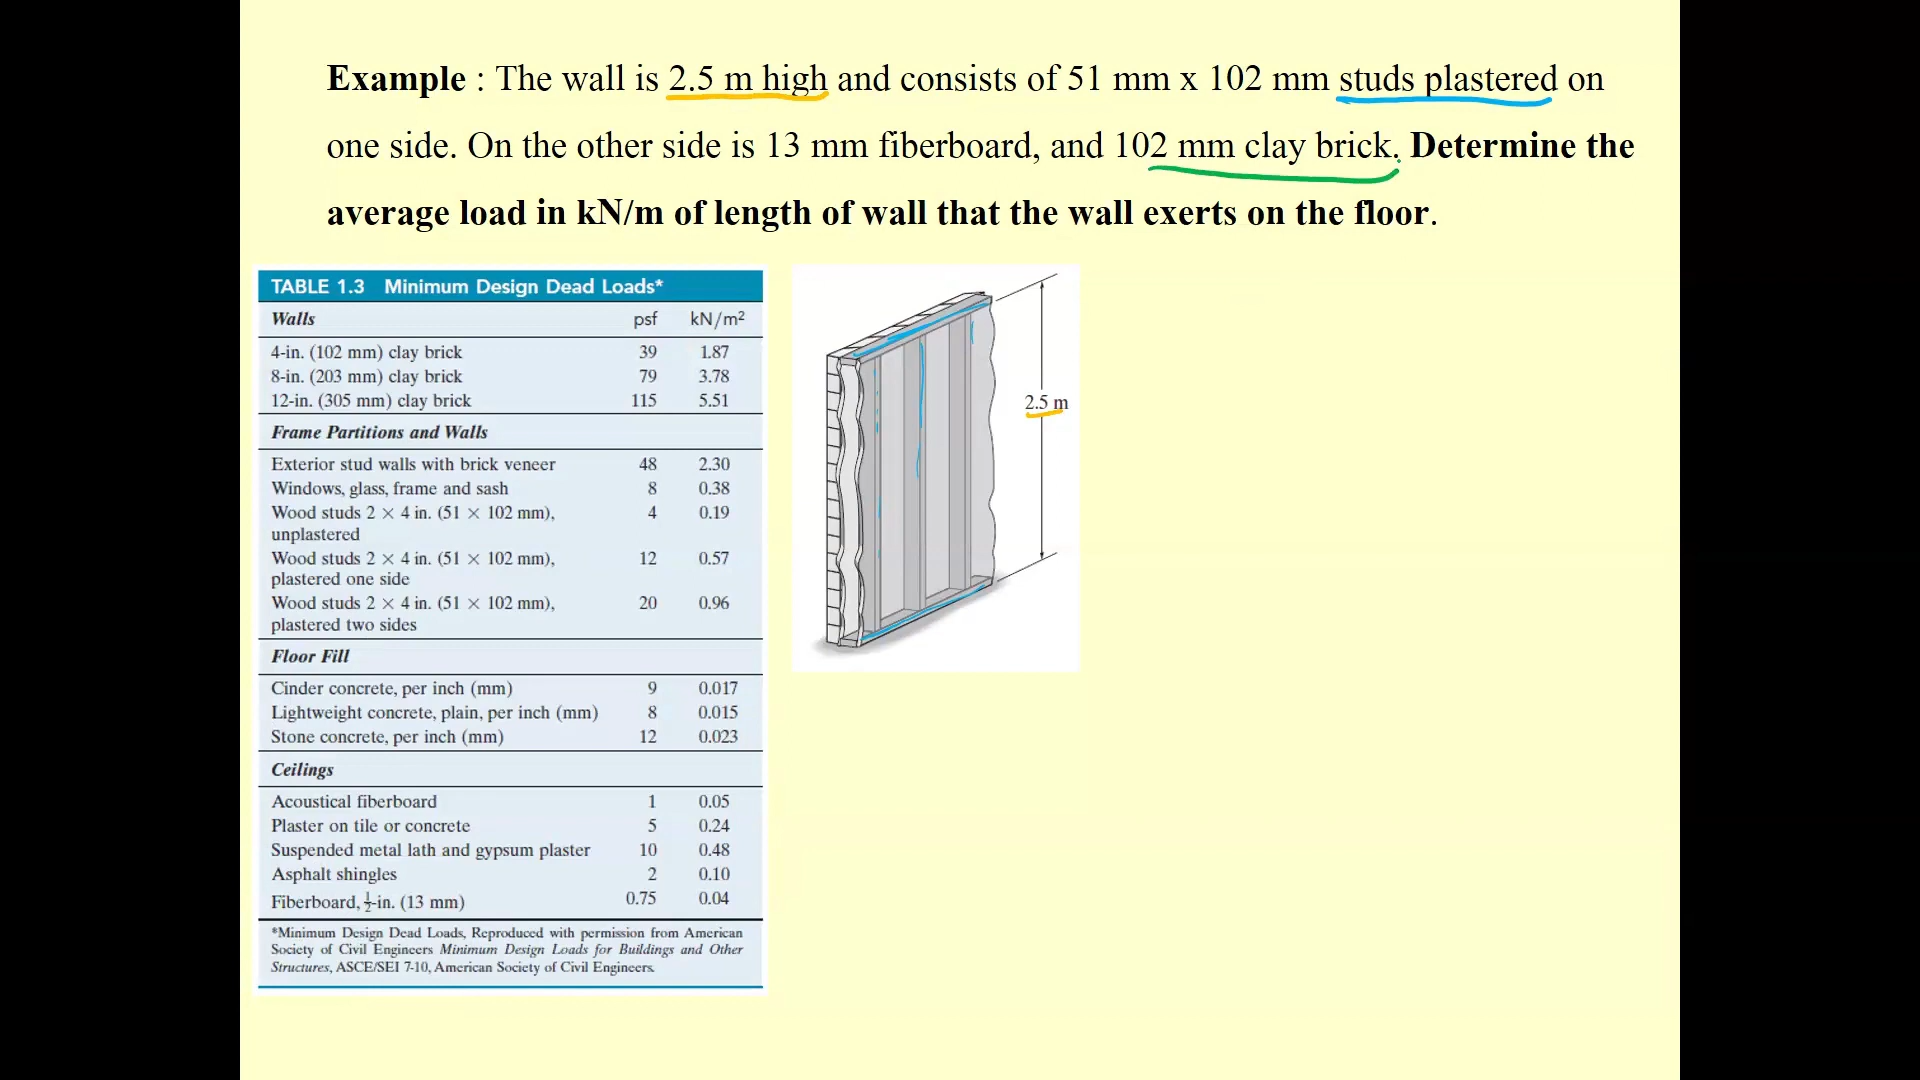 Example : The wall is 2.5 m high and consists of 51 mm x 102 mm studs plastered on
one side. On the other side is 13 mm fiberboard, and 102 mm clay brick. Determine the
average load in kN/m of length of wall that the wall exerts on the floor.
TABLE 1.3 Minimum Design Dead Loads*
Walls psf kN/m²
4-in. (102 mm) clay brick 39 1.87
8-in. (203 mm) clay brick 79 3.78
12-in. (305 mm) clay brick 115 5.51
Frame Partitions and Walls
Exterior stud walls with brick veneer 48 2.30
Windows, glass, frame and sash 8 0.38
Wood studs 2 × 4 in. (51 × 102 mm), 4 0.19
unplastered
Wood studs 2 × 4 in. (51 × 102 mm), 12 0.57
plastered one side
Wood studs 2 × 4 in. (51 × 102 mm), 20 0.96
plastered two sides
Floor Fill
Cinder concrete, per inch (mm) 9 0.017
Lightweight concrete, plain, per inch (mm) 8 0.015
Stone concrete, per inch (mm) 12 0.023
Ceilings
Acoustical fiberboard 1 0.05
Plaster on tile or concrete 5 0.24
Suspended metal lath and gypsum plaster 10 0.48
Asphalt shingles 2 0.10
Fiberboard, ½-in. (13 mm) 0.75 0.04
*Minimum Design Dead Loads, Reproduced with permission from American
Society of Civil Engineers Minimum Design Loads for Buildings and Other
Structures, ASCE/SEI 7-10, American Society of Civil Engineers.
2.5 m